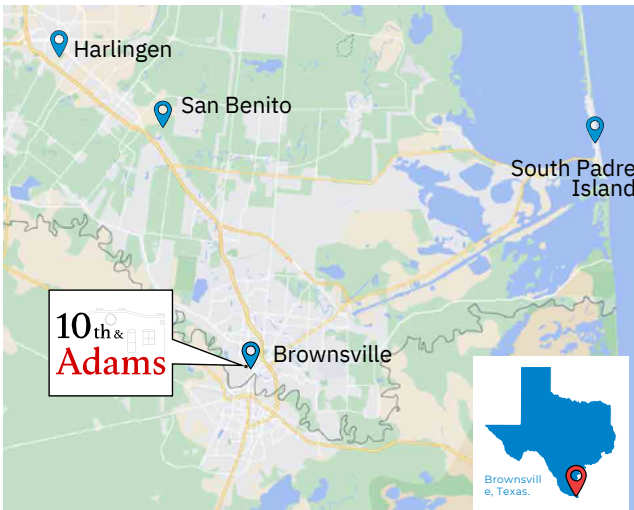 Harlingen
San Benito
South Padre
Island
10th &
Adams
Brownsville
Brownsvill
e, Texas.